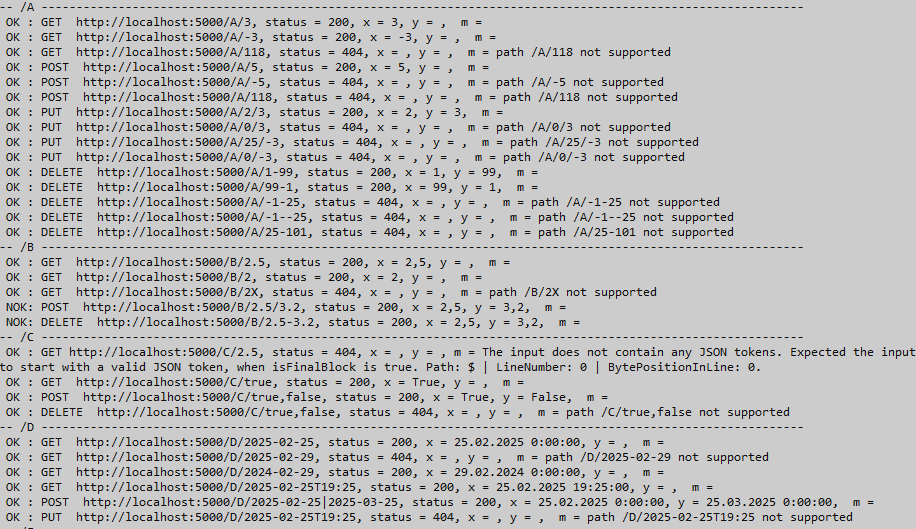 -- /A -------------------------------------------------------------------------------------------------------------
OK : GET  http://localhost:5000/A/3, status = 200, x = 3, y = ,  m =
OK : GET  http://localhost:5000/A/-3, status = 200, x = -3, y = ,  m =
OK : GET  http://localhost:5000/A/118, status = 404, x = , y = ,  m = path /A/118 not supported
OK : POST  http://localhost:5000/A/5, status = 200, x = 5, y = ,  m =
OK : POST  http://localhost:5000/A/-5, status = 404, x = , y = ,  m = path /A/-5 not supported
OK : POST  http://localhost:5000/A/118, status = 404, x = , y = ,  m = path /A/118 not supported
OK : PUT  http://localhost:5000/A/2/3, status = 200, x = 2, y = 3,  m =
OK : PUT  http://localhost:5000/A/0/3, status = 404, x = , y = ,  m = path /A/0/3 not supported
OK : PUT  http://localhost:5000/A/25/-3, status = 404, x = , y = ,  m = path /A/25/-3 not supported
OK : PUT  http://localhost:5000/A/0/-3, status = 404, x = , y = ,  m = path /A/0/-3 not supported
OK : DELETE  http://localhost:5000/A/1-99, status = 200, x = 1, y = 99,  m =
OK : DELETE  http://localhost:5000/A/99-1, status = 200, x = 99, y = 1,  m =
OK : DELETE  http://localhost:5000/A/-1-25, status = 404, x = , y = ,  m = path /A/-1-25 not supported
OK : DELETE  http://localhost:5000/A/-1--25, status = 404, x = , y = ,  m = path /A/-1--25 not supported
OK : DELETE  http://localhost:5000/A/25-101, status = 404, x = , y = ,  m = path /A/25-101 not supported
-- /B -------------------------------------------------------------------------------------------------------------
OK : GET  http://localhost:5000/B/2.5, status = 200, x = 2,5, y = ,  m =
OK : GET  http://localhost:5000/B/2, status = 200, x = 2, y = ,  m =
OK : GET  http://localhost:5000/B/2X, status = 404, x = , y = ,  m = path /B/2X not supported
NOK: POST  http://localhost:5000/B/2.5/3.2, status = 200, x = 2,5, y = 3,2,  m =
NOK: DELETE  http://localhost:5000/B/2.5-3.2, status = 200, x = 2,5, y = 3,2,  m =
-- /C -------------------------------------------------------------------------------------------------------------
OK : GET http://localhost:5000/C/2.5, status = 404, x = , y = , m = The input does not contain any JSON tokens. Expected the input
to start with a valid JSON token, when isFinalBlock is true. Path: $ | LineNumber: 0 | BytePositionInLine: 0.
OK : GET  http://localhost:5000/C/true, status = 200, x = True, y = ,  m =
OK : POST  http://localhost:5000/C/true,false, status = 200, x = True, y = False,  m =
OK : DELETE  http://localhost:5000/C/true,false, status = 404, x = , y = ,  m = path /C/true,false not supported
-- /D -------------------------------------------------------------------------------------------------------------
OK : GET  http://localhost:5000/D/2025-02-25, status = 200, x = 25.02.2025 0:00:00, y = ,  m =
OK : GET  http://localhost:5000/D/2025-02-29, status = 404, x = , y = ,  m = path /D/2025-02-29 not supported
OK : GET  http://localhost:5000/D/2024-02-29, status = 200, x = 29.02.2024 0:00:00, y = ,  m =
OK : GET  http://localhost:5000/D/2025-02-25T19:25, status = 200, x = 25.02.2025 19:25:00, y = ,  m =
OK : POST  http://localhost:5000/D/2025-02-25|2025-03-25, status = 200, x = 25.02.2025 0:00:00, y = 25.03.2025 0:00:00,  m =
OK : PUT  http://localhost:5000/D/2025-02-25T19:25, status = 404, x = , y = ,  m = path /D/2025-02-25T19:25 not supported